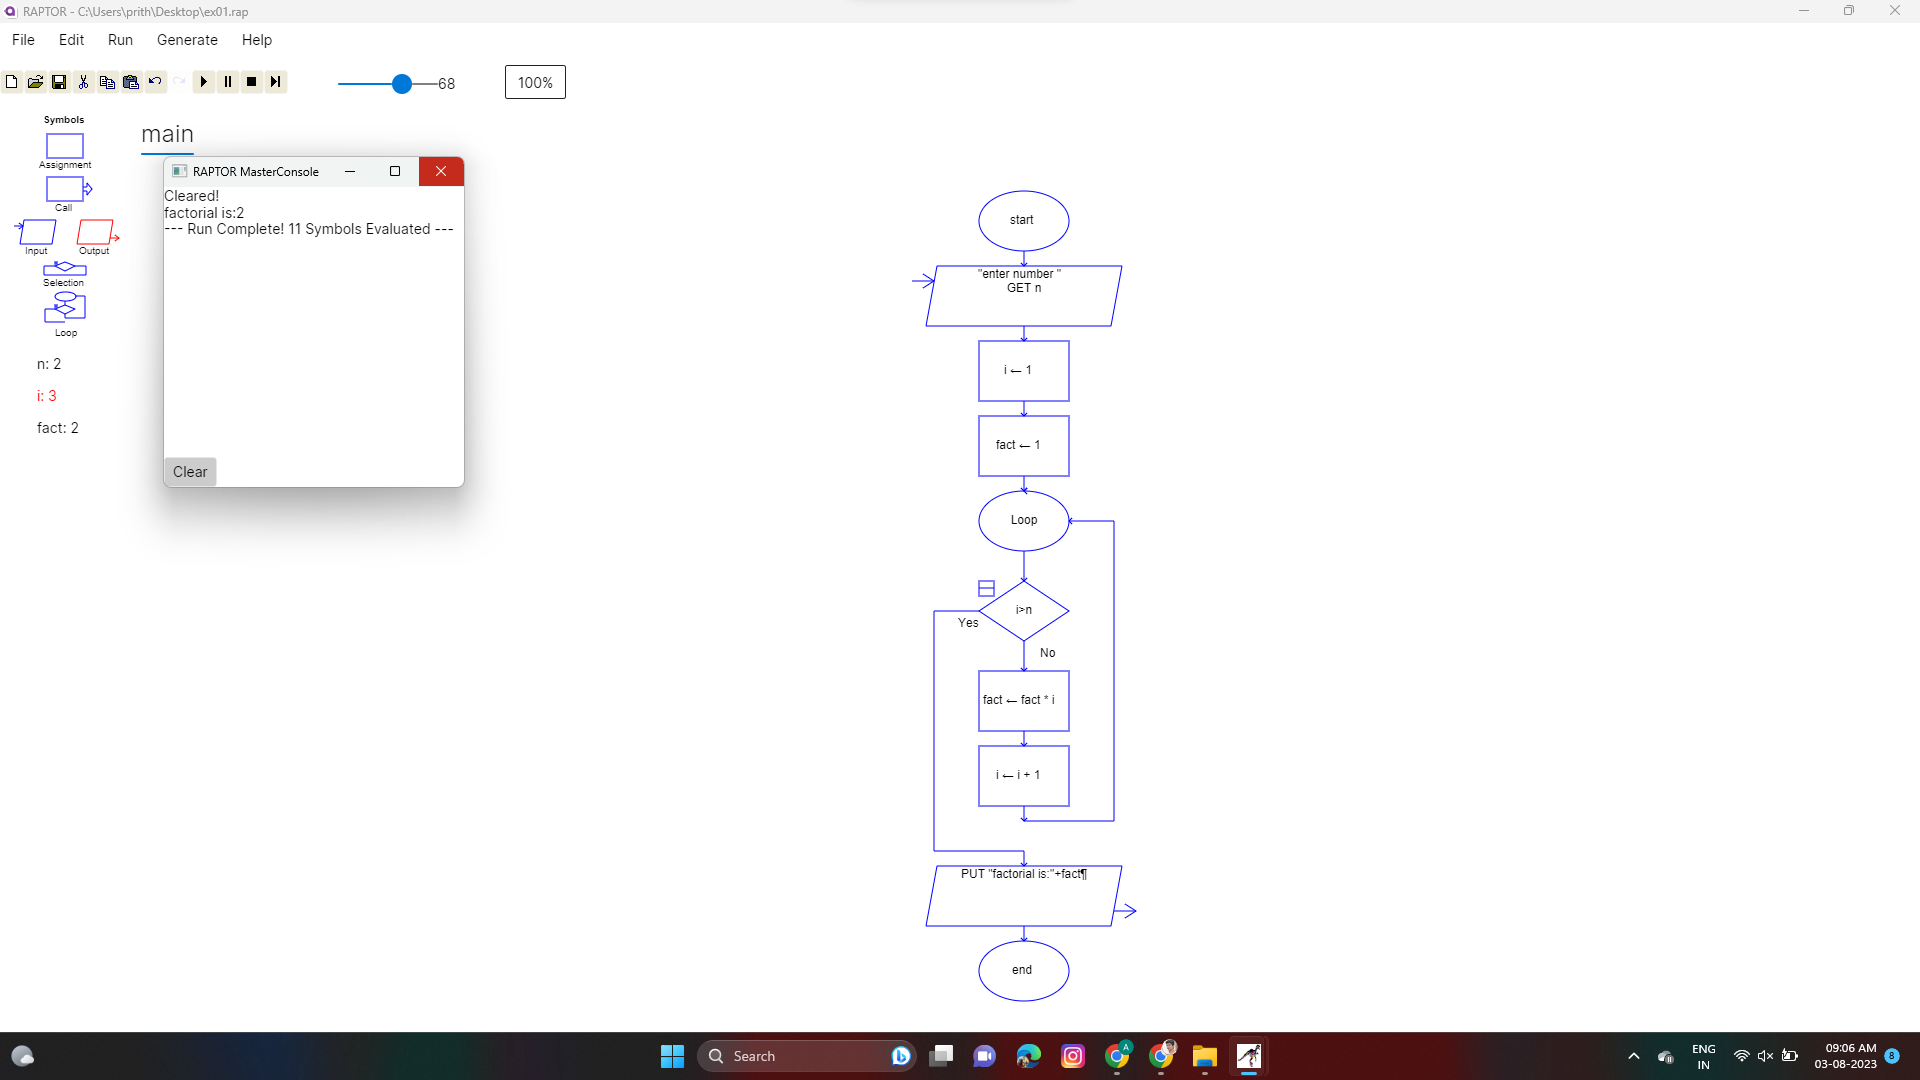 RAPTOR - C:\Users\prith\Desktop\ex01.rap
File Edit Run Generate Help
68
100%
Symbols
Assignment
Call
Input Output
Selection
Loop
n: 2
i: 3
fact: 2
main
RAPTOR MasterConsole
Cleared!
factorial is:2
--- Run Complete! 11 Symbols Evaluated ---
Clear
start
"enter number "
GET n
i ← 1
fact ← 1
Loop
i>n
Yes
No
fact ← fact * i
i ← i + 1
PUT "factorial is:"+fact¶
end
Search
A
ENG
IN
09:06 AM
03-08-2023
8